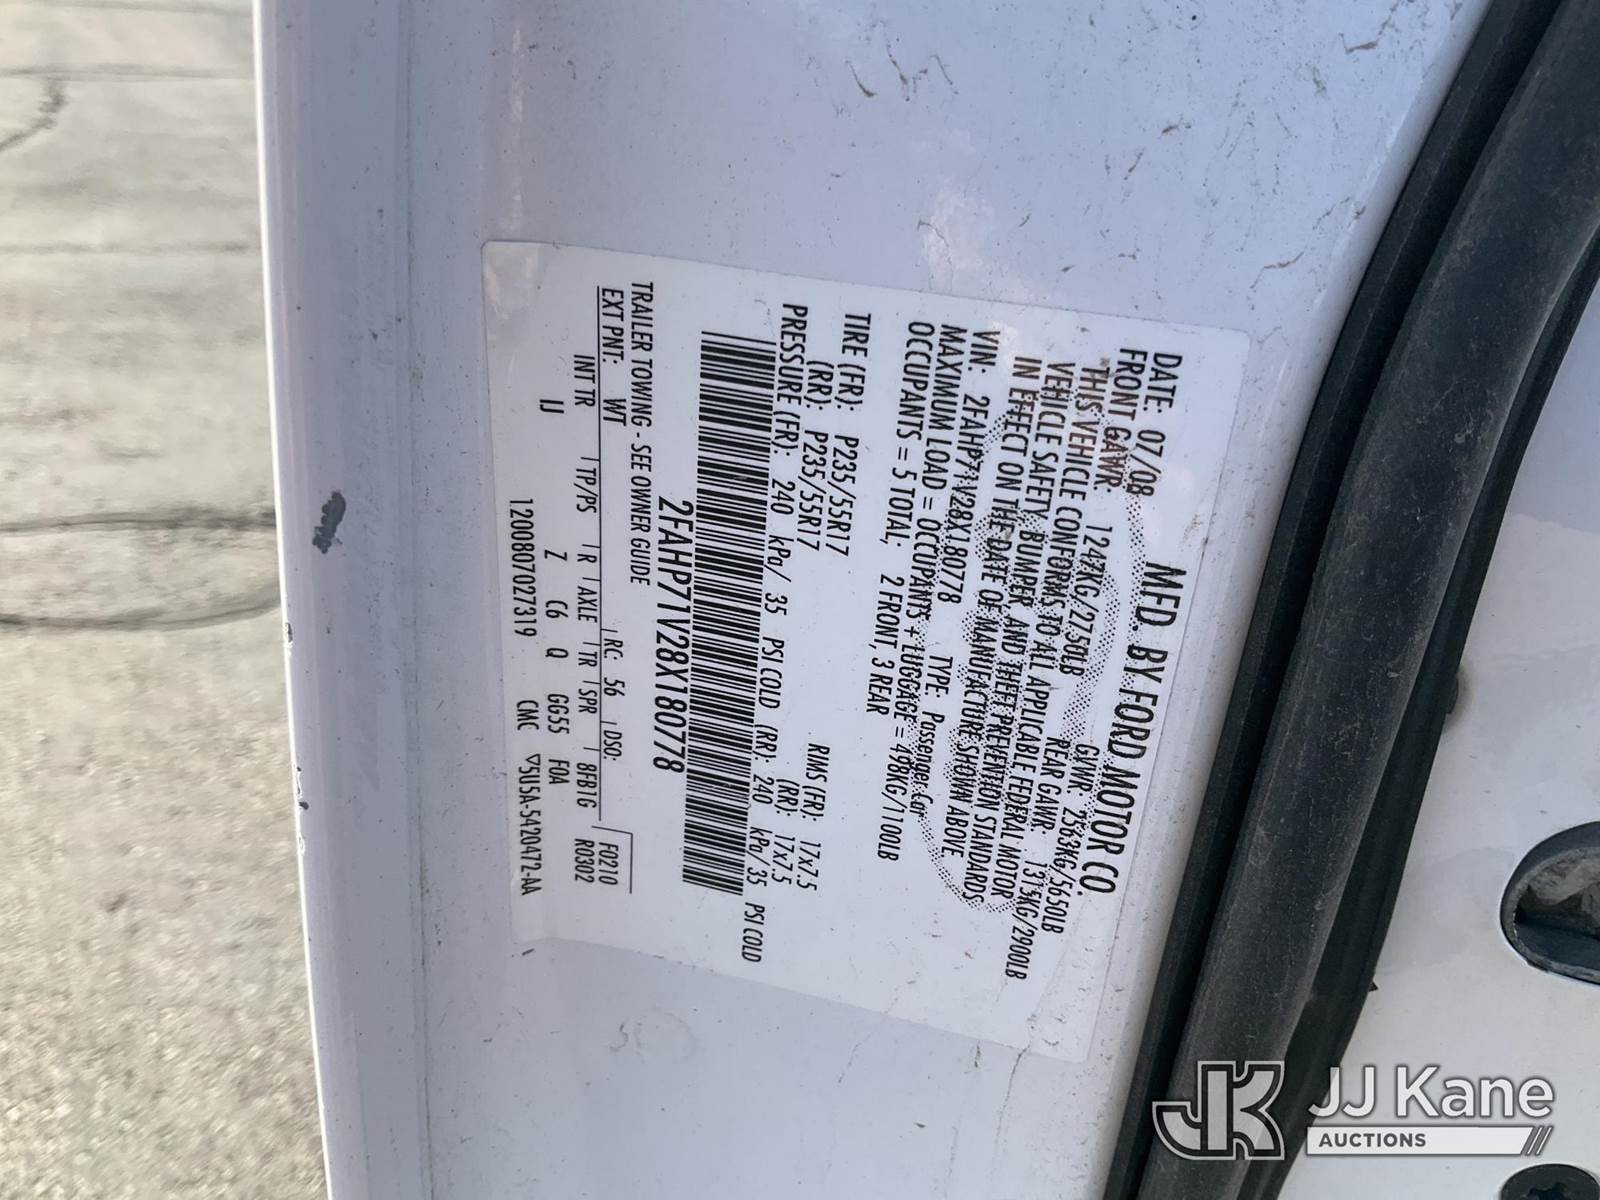 MFD. BY FORD MOTOR CO.
DATE: 07/08 GVWR: 2563KG/5650LB
FRONT GAWR: 1247KG/2750LB REAR GAWR: 1315KG/2900LB
"THIS VEHICLE CONFORMS TO ALL APPLICABLE FEDERAL MOTOR
VEHICLE SAFETY, BUMPER, AND THEFT PREVENTION STANDARDS
IN EFFECT ON THE DATE OF MANUFACTURE SHOWN ABOVE
VIN: 2FAHP71V28X180778 TYPE: Passenger Car
MAXIMUM LOAD = OCCUPANTS + LUGGAGE = 498KG/1100LB
OCCUPANTS = 5 TOTAL, 2 FRONT, 3 REAR
TIRE (FR): P235/55R17 RIMS (FR): 17x7.5
(RR): P235/55R17 (RR): 17x7.5
PRESSURE (FR): 240 kPa/ 35 PSI COLD (RR): 240 kPa/ 35 PSI COLD
2FAHP71V28X180778
TRAILER TOWING - SEE OWNER GUIDE
EXT PNT: WT RC: 56 DSO: F0210
INT TR TP/PS R AXLE TR SPR BFBIG R0302
IJ Z C6 Q GG55 F0A
1200807027319 CMC ▽5U5A-5420472-AA
JK
JJ Kane
AUCTIONS